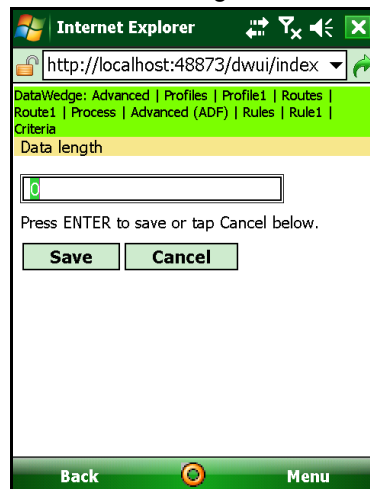 Internet Explorer
http://localhost:48873/dwui/index
DataWedge: Advanced | Profiles | Profile1 | Routes |
Route1 | Process | Advanced (ADF) | Rules | Rule1 |
Criteria
Data length
0
Press ENTER to save or tap Cancel below.
Save Cancel
Back Menu